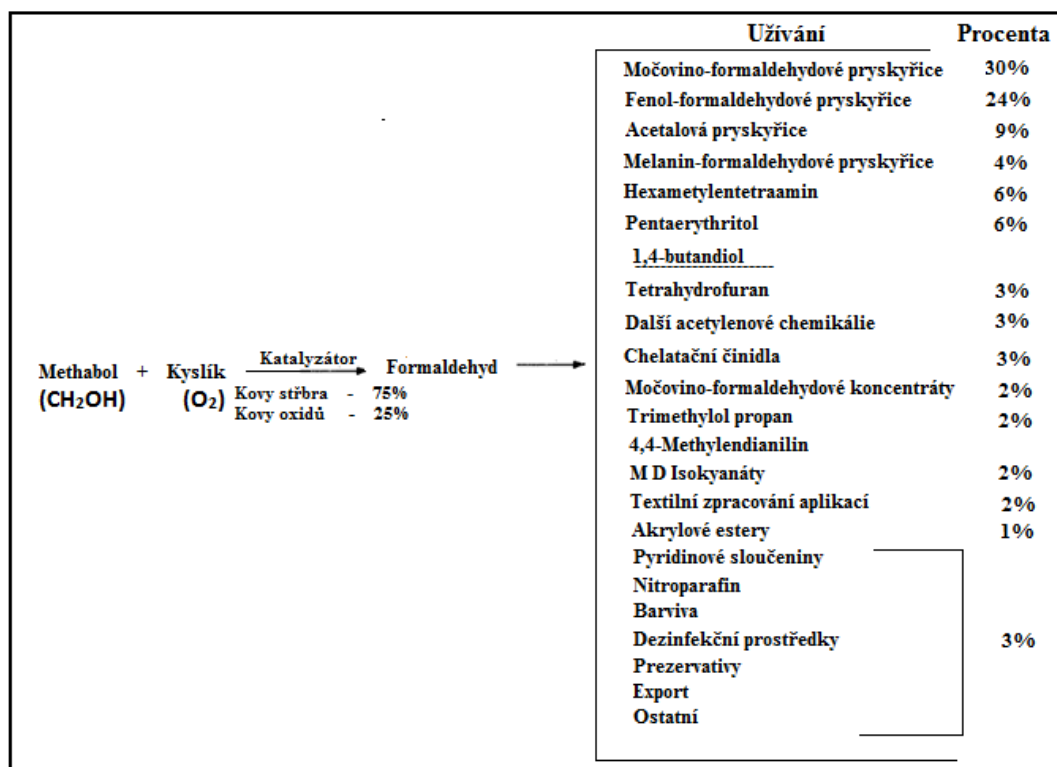 Užívání Procenta
Močovino-formaldehydové pryskyřice 30%
Fenol-formaldehydové pryskyřice 24%
Acetalová pryskyřice 9%
Melanin-formaldehydové pryskyřice 4%
Hexametylentetraamin 6%
Pentaerythritol 6%
1,4-butandiol
Tetrahydrofuran 3%
Další acetylenové chemikálie 3%
Chelatační činidla 3%
Močovino-formaldehydové koncentráty 2%
Trimethylol propan 2%
4,4-Methylendianilin
M D Isokyanáty 2%
Textilní zpracování aplikací 2%
Akrylové estery 1%
Pyridinové sloučeniny
Nitroparafin
Barviva
Dezinfekční prostředky 3%
Prezervativy
Export
Ostatní
Methabol + Kyslík Katalyzátor Formaldehyd
(CH₂OH) (O₂) Kovy střbra - 75%
Kovy oxidů - 25%